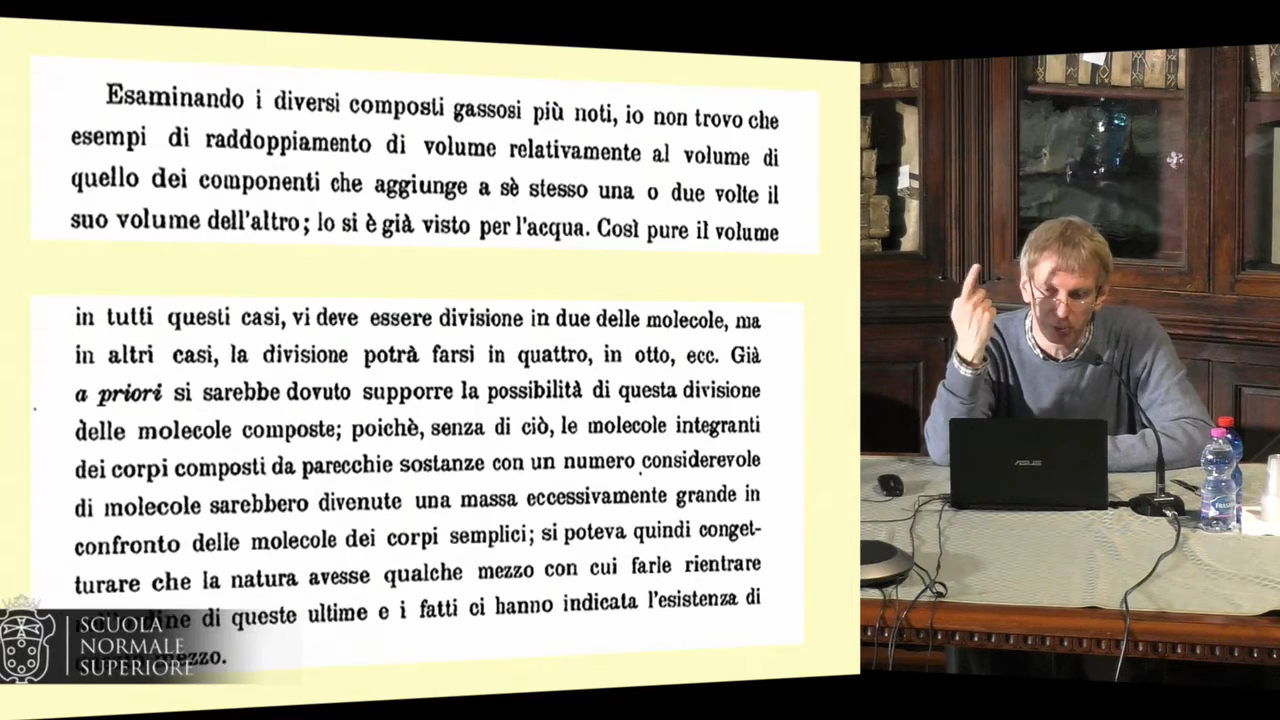 Esaminando i diversi composti gassosi più noti, io non trovo che
esempi di raddoppiamento di volume relativamente al volume di
quello dei componenti che aggiunge a sè stesso una o due volte il
suo volume dell'altro; lo si è già visto per l'acqua. Così pure il volume
in tutti questi casi, vi deve essere divisione in due delle molecole, ma
in altri casi, la divisione potrà farsi in quattro, in otto, ecc. Già
a priori si sarebbe dovuto supporre la possibilità di questa divisione
delle molecole composte; poichè, senza di ciò, le molecole integranti
dei corpi composti da parecchie sostanze con un numero considerevole
di molecole sarebbero divenute una massa eccessivamente grande in
confronto delle molecole dei corpi semplici; si poteva quindi conget-
turare che la natura avesse qualche mezzo con cui farle rientrare
di queste ultime e i fatti ci hanno indicata l'esistenza di
mezzo.
SCUOLA
NORMALE
SUPERIORE
ASUS